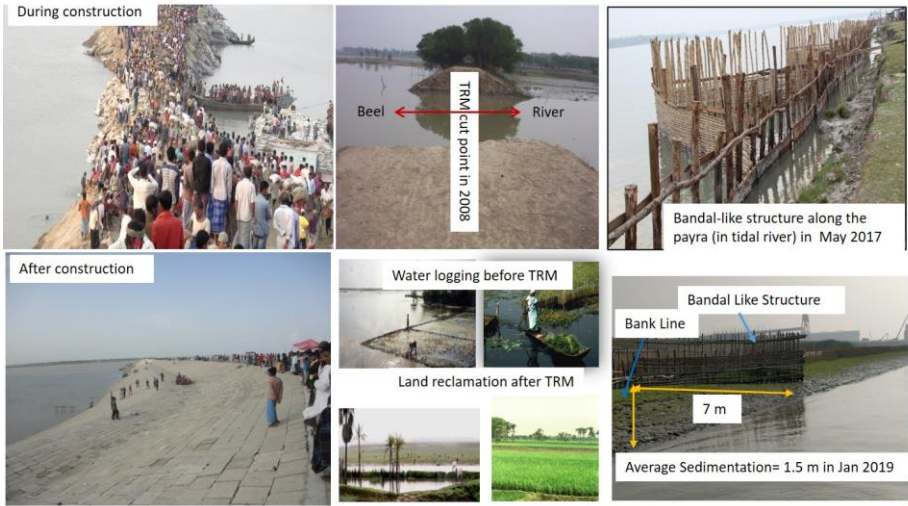 During construction
Beel
River
TRM cut point in 2008
Bandal-like structure along the
payra (in tidal river) in  May 2017
After construction
Water logging before TRM
Land reclamation after TRM
Bandal Like Structure
Bank Line
7 m
Average Sedimentation= 1.5 m in Jan 2019